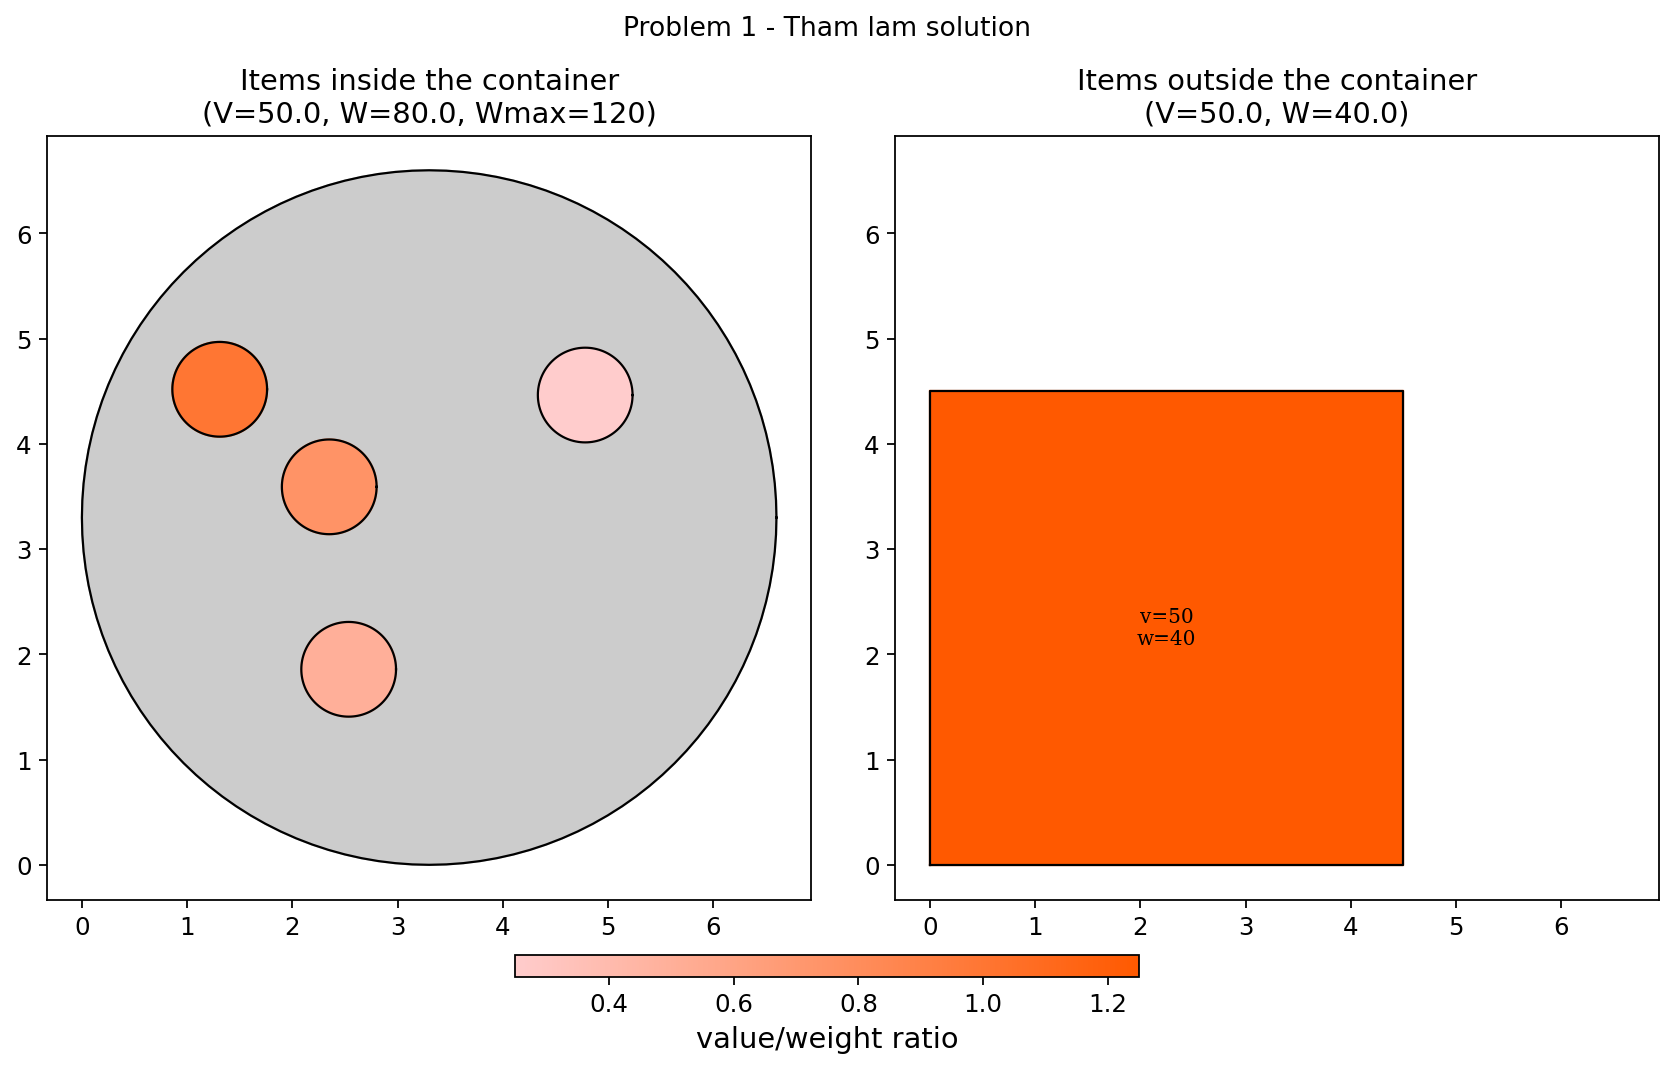 Problem 1 - Tham lam solution
Items inside the container
(V=50.0, W=80.0, Wmax=120)
6
5
4
3
2
1
0
0 1 2 3 4 5 6
Items outside the container
(V=50.0, W=40.0)
6
5
4
3
2
1
0
v=50
w=40
0 1 2 3 4 5 6
0.4 0.6 0.8 1.0 1.2
value/weight ratio